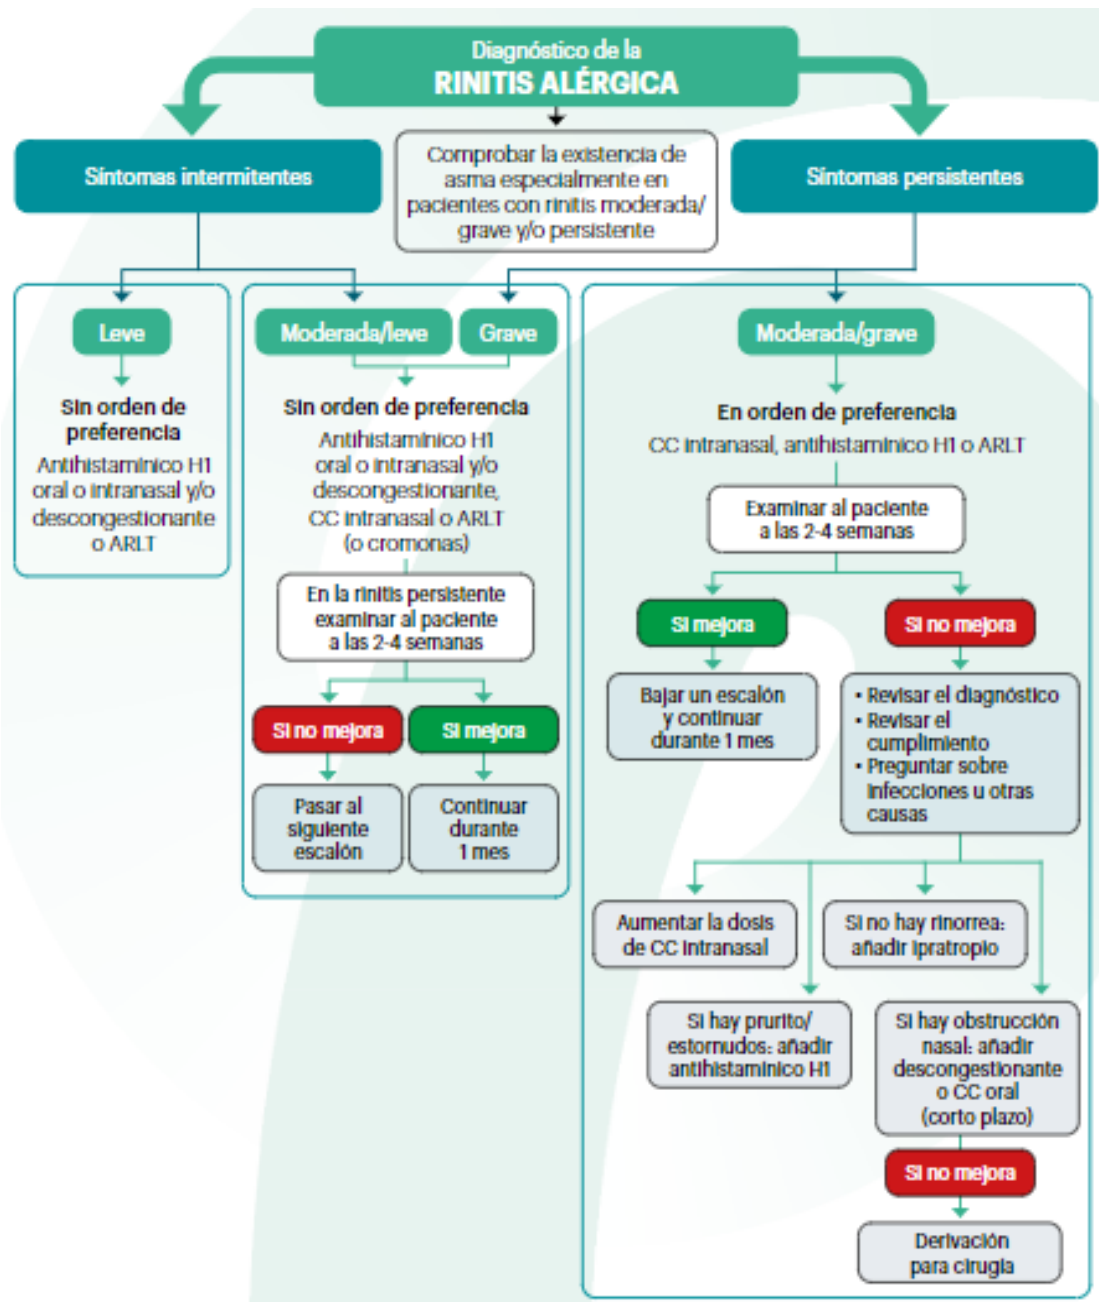 Diagnóstico de la
RINITIS ALÉRGICA
Síntomas intermitentes
Comprobar la existencia de
asma especialmente en
pacientes con rinitis moderada/
grave y/o persistente
Síntomas persistentes
Leve
Sin orden de
preferencia
Antihistamínico H1
oral o intranasal y/o
descongestionante
o ARLT
Moderada/leve
Grave
Sin orden de preferencia
Antihistamínico H1
oral o intranasal y/o
descongestionante,
CC intranasal o ARLT
(o cromonas)
En la rinitis persistente
examinar al paciente
a las 2-4 semanas
Si no mejora
Si mejora
Pasar al
siguiente
escalón
Continuar
durante
1 mes
Moderada/grave
En orden de preferencia
CC intranasal, antihistamínico H1 o ARLT
Examinar al paciente
a las 2-4 semanas
Si mejora
Si no mejora
Bajar un escalón
y continuar
durante 1 mes
• Revisar el diagnóstico
• Revisar el
cumplimiento
• Preguntar sobre
infecciones u otras
causas
Aumentar la dosis
de CC intranasal
Si no hay rinorrea:
añadir ipratropio
Si hay prurito/
estornudos: añadir
antihistamínico H1
Si hay obstrucción
nasal: añadir
descongestionante
o CC oral
(corto plazo)
Si no mejora
Derivación
para cirugía